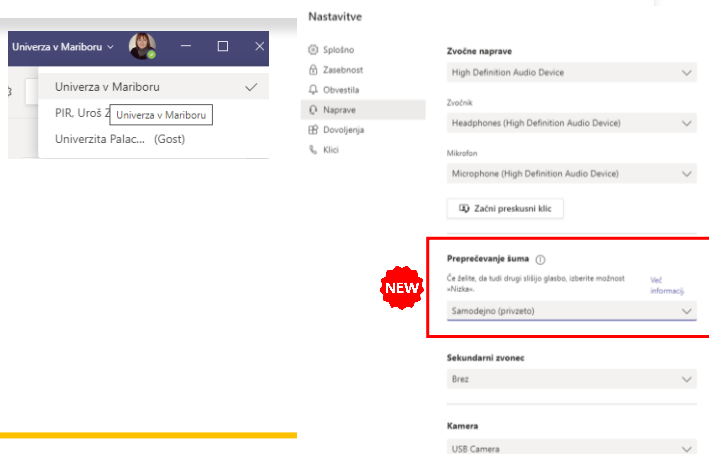 Univerza v Mariboru
Univerza v Mariboru
PIR, Uroš Z
Univerza v Mariboru
Univerzita Palac... (Gost)
Nastavitve
Splošno
Zasebnost
Obvestila
Naprave
Dovoljenja
Klici
Zvočne naprave
High Definition Audio Device
Zvočnik
Headphones (High Definition Audio Device)
Mikrofon
Microphone (High Definition Audio Device)
Začni preskusni klic
NEW
Preprečevanje šuma
Če želite, da tudi drugi slišijo glasbo, izberite možnost
»Nizka«.
Več
informacij.
Samodejno (privzeto)
Sekundarni zvonec
Brez
Kamera
USB Camera